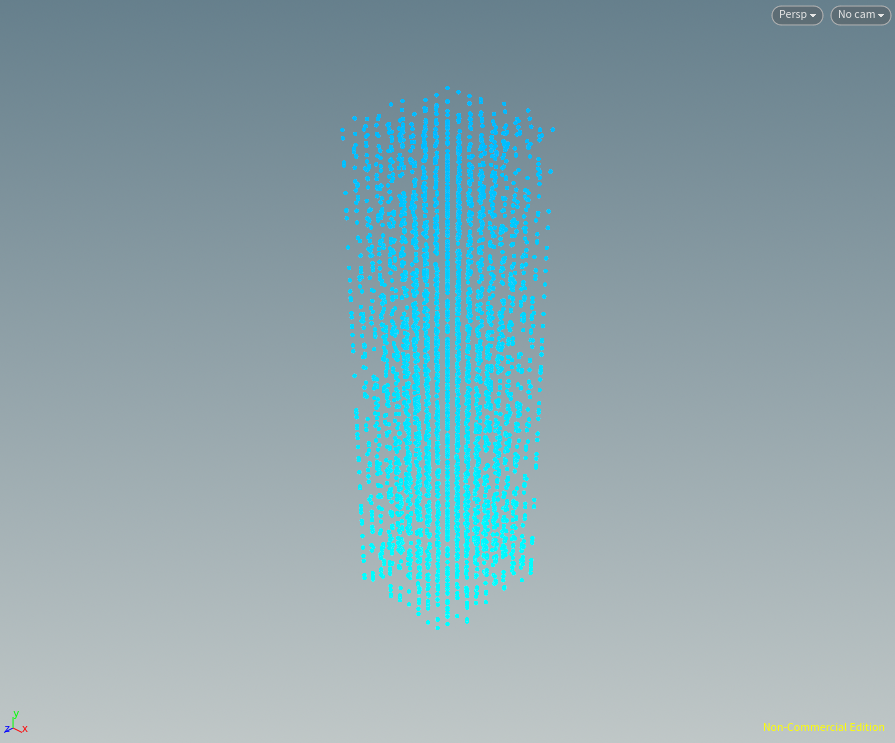 Persp
No cam
y
z
x
Non-Commercial Edition